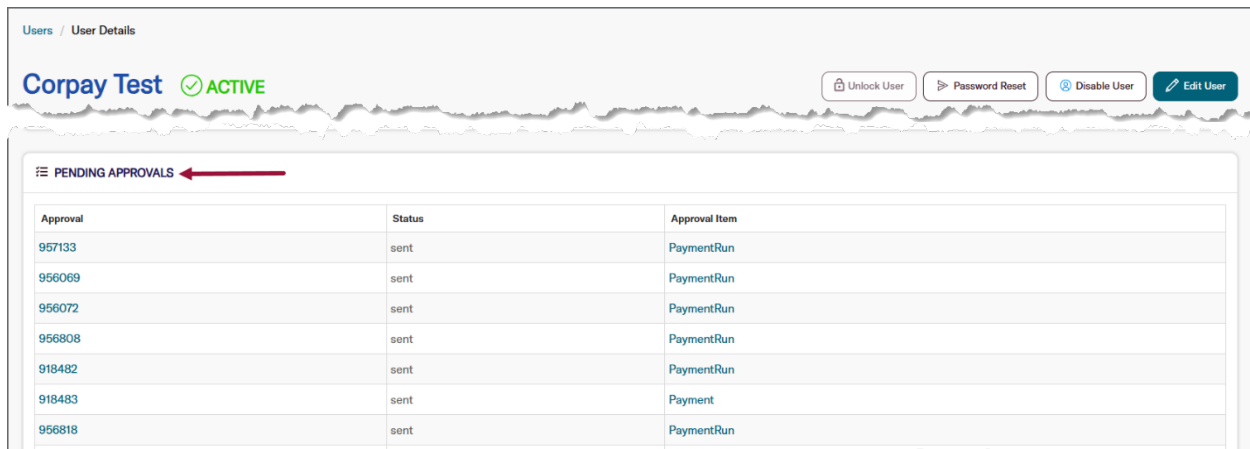 Users / User Details
Corpay Test ACTIVE Unlock User Password Reset Disable User Edit User
PENDING APPROVALS
Approval Status Approval Item
957133 sent PaymentRun
956069 sent PaymentRun
956072 sent PaymentRun
956808 sent PaymentRun
918482 sent PaymentRun
918483 sent Payment
956818 sent PaymentRun